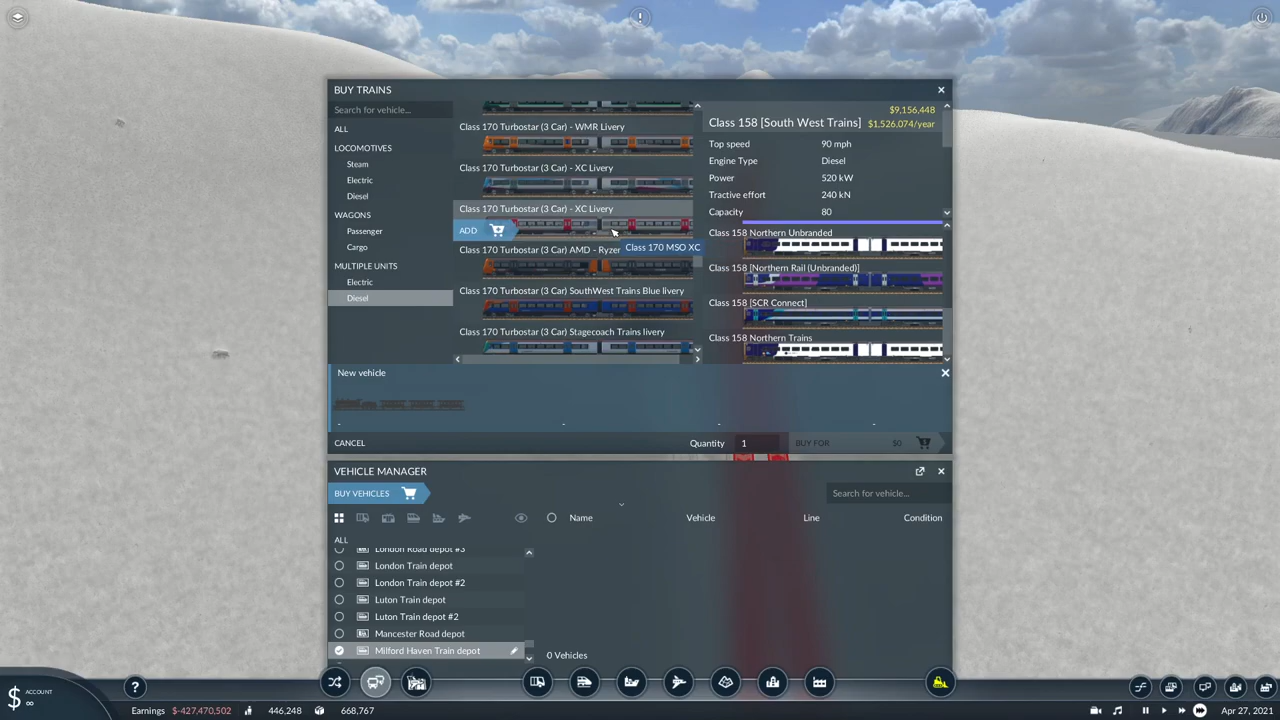 BUY TRAINS
Search for vehicle...
ALL
LOCOMOTIVES
Steam
Electric
Diesel
WAGONS
Passenger
Cargo
MULTIPLE UNITS
Electric
Diesel
Class 170 Turbostar (3 Car) - WMR Livery
Class 170 Turbostar (3 Car) - XC Livery
Class 170 Turbostar (3 Car) - XC Livery
ADD
Class 170 MSO XC
Class 170 Turbostar (3 Car) AMD - Ryzer
Class 170 Turbostar (3 Car) SouthWest Trains Blue livery
Class 170 Turbostar (3 Car) Stagecoach Trains livery
$9,156,448
Class 158 [South West Trains] $1,526,074/year
Top speed 90 mph
Engine Type Diesel
Power 520 kW
Tractive effort 240 kN
Capacity 80
Class 158 Northern Unbranded
Class 158 [Northern Rail (Unbranded)]
Class 158 [SCR Connect]
Class 158 Northern Trains
New vehicle
- - - -
CANCEL Quantity 1 BUY FOR $0
VEHICLE MANAGER
BUY VEHICLES
Search for vehicle...
Name Vehicle Line Condition
ALL
London Road depot #3
London Train depot
London Train depot #2
Luton Train depot
Luton Train depot #2
Mancester Road depot
Milford Haven Train depot
0 Vehicles
$ ACCOUNT
∞
?
Earnings $-427,470,502 446,248 668,767
Apr 27, 2021